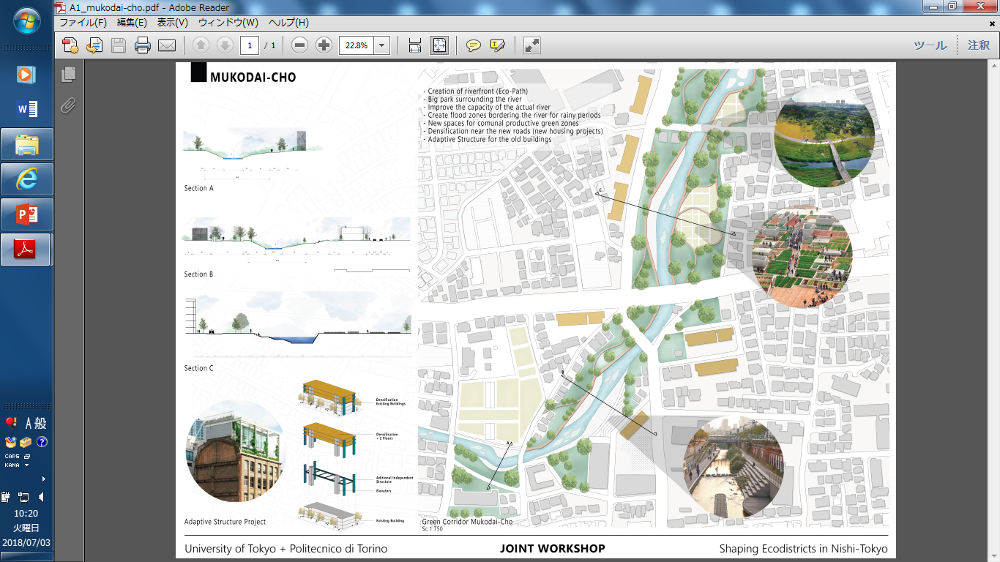 A1_mukodai-cho.pdf - Adobe Reader
ファイル(F) 編集(E) 表示(V) ウィンドウ(W) ヘルプ(H)
1 / 1 22.8% ツール 注釈
MUKODAI-CHO
- Creation of riverfront (Eco-Path)
- Big park surrounding the river
- Improve the capacity of the actual river
- Create flood zones bordering the river for rainy periods
- New spaces for comunal productive green zones
- Densification near the new roads (new housing projects)
- Adaptive Structure for the old buildings
Section A
Section B
Section C
Densification
Existing Buildings
Densification
+ 2 Floors
Aditional Independent
Structure
Elevators
Existing Building
Adaptive Structure Project
Green Corridor Mukodai-Cho
Sc 1:750
C
A
University of Tokyo + Politecnico di Torino
JOINT WORKSHOP
Shaping Ecodistricts in Nishi-Tokyo
A 般
CAPS
KANA
10:20
火曜日
2018/07/03